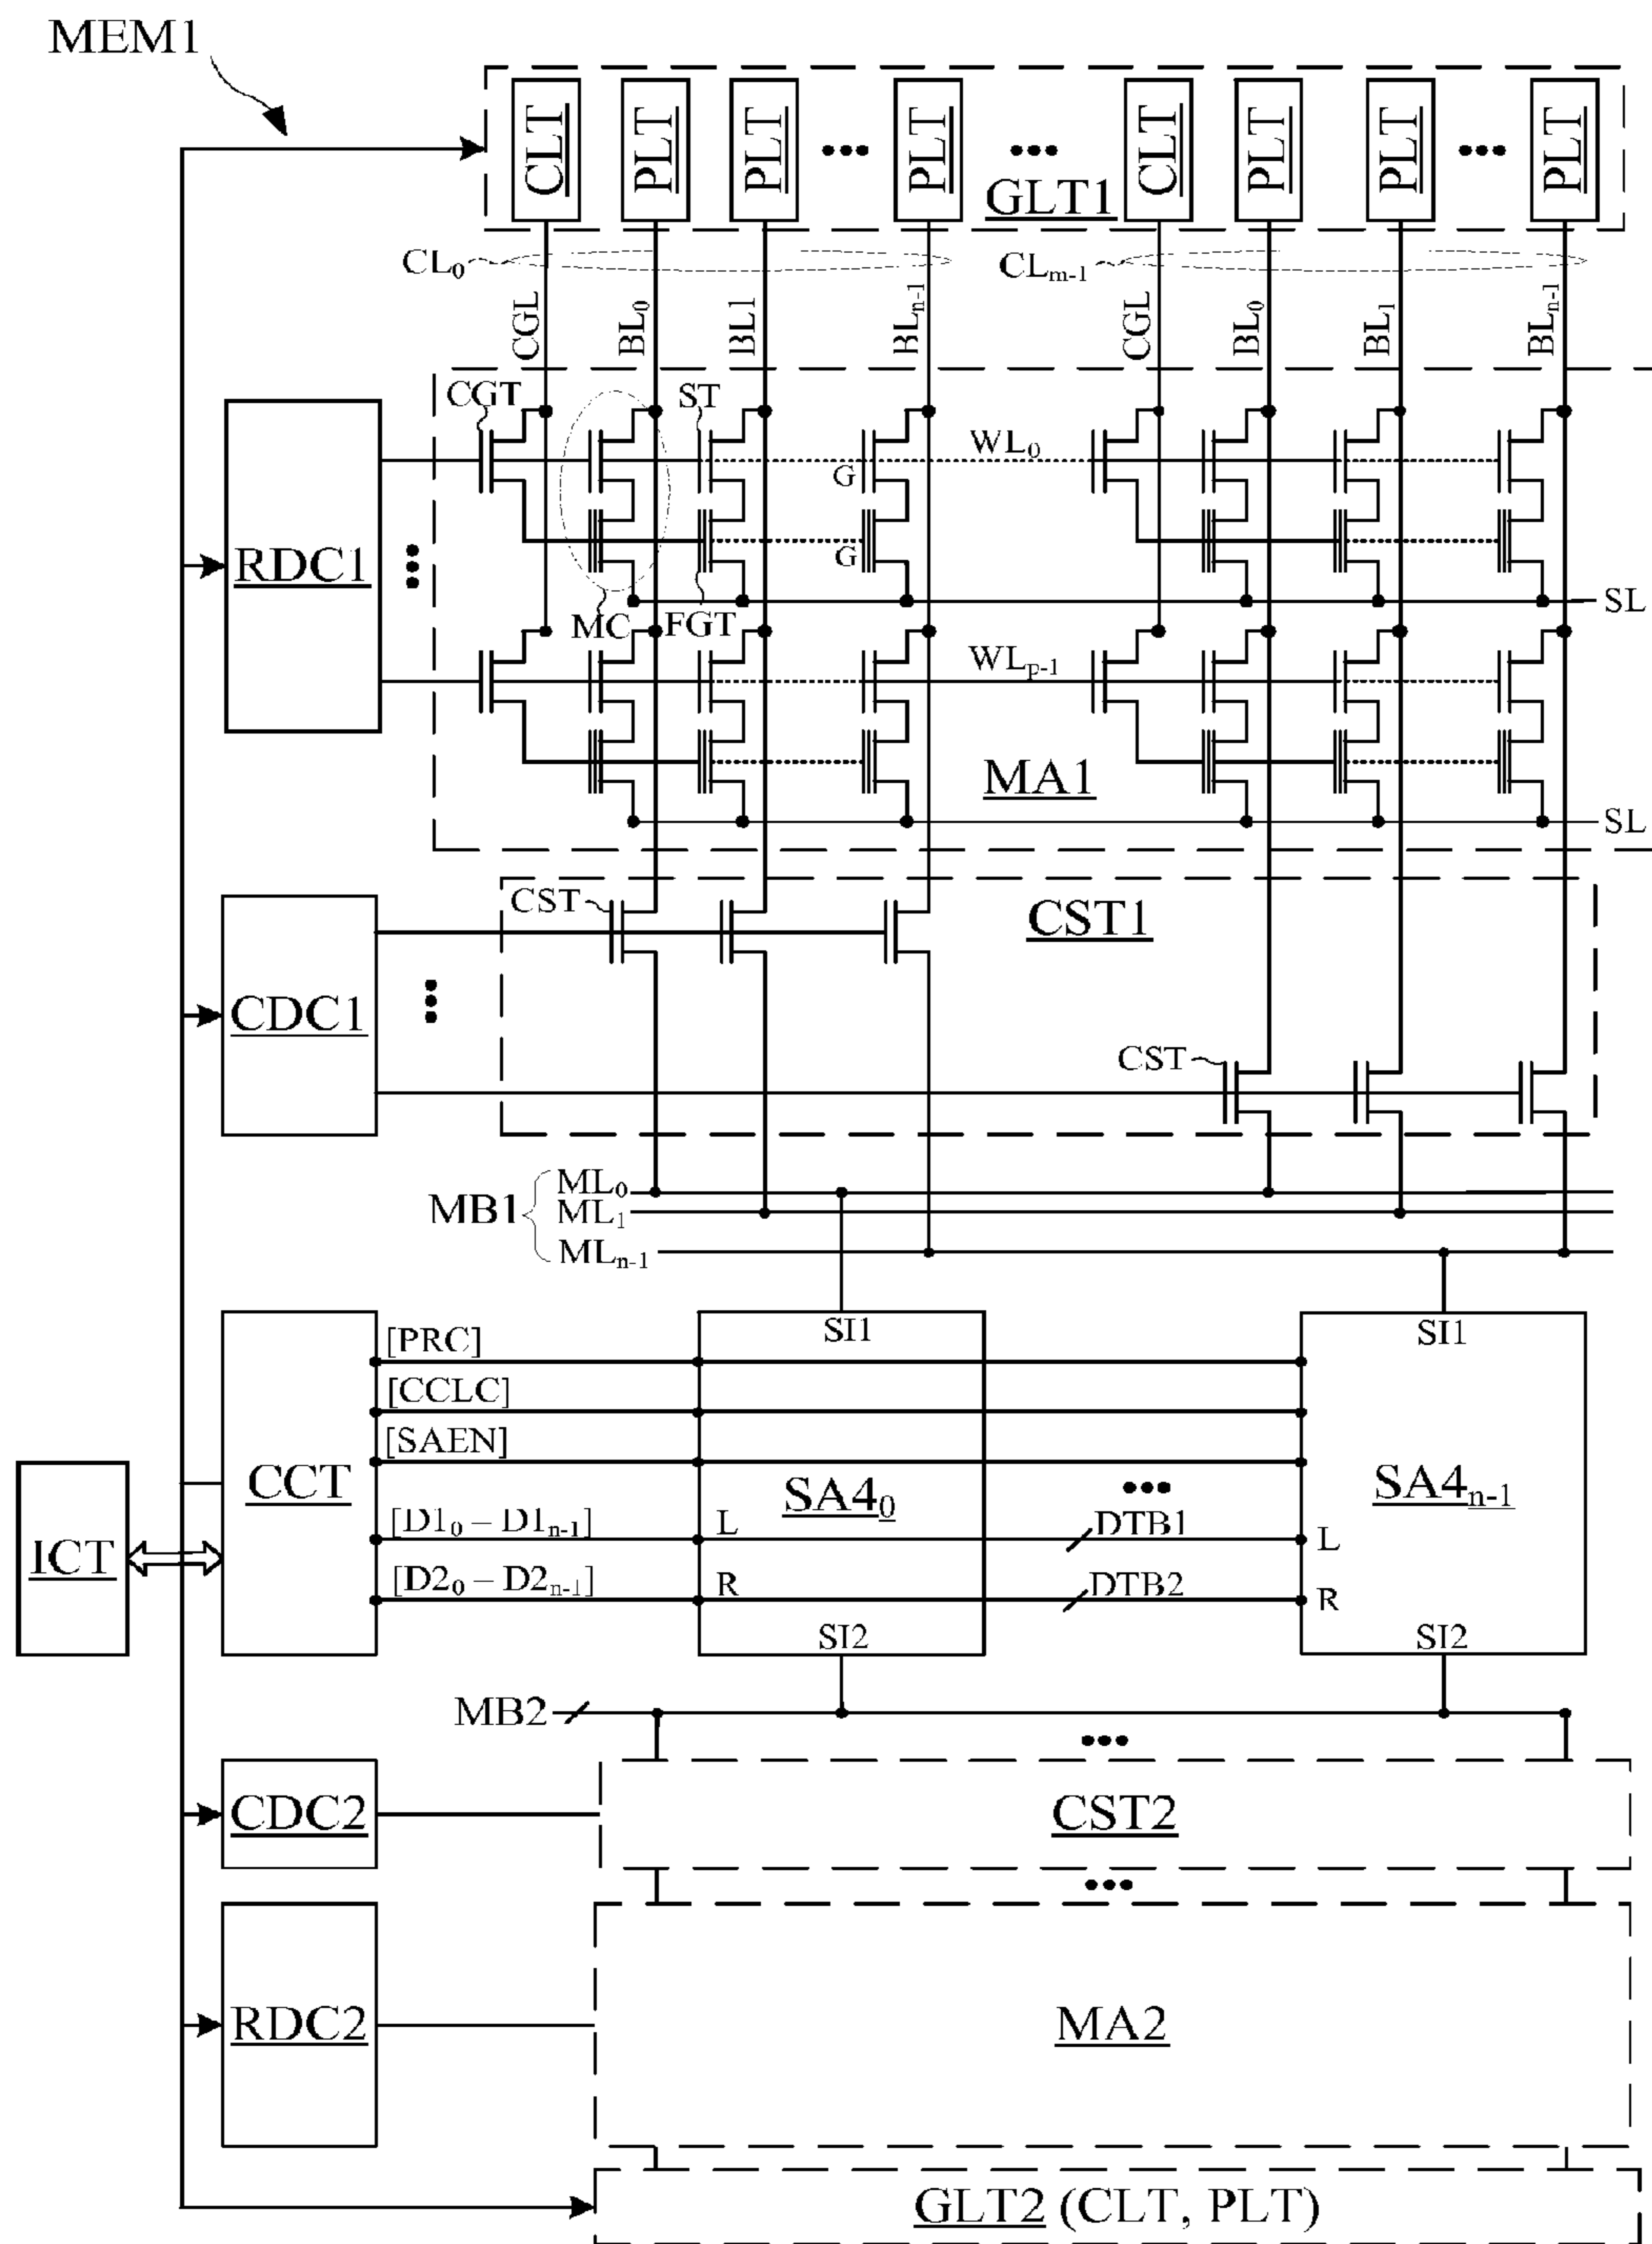 MEM1
CLT PLT PLT ••• PLT ••• CLT PLT PLT ••• PLT
GLT1
CL0 CLm-1
CGL BL0 BL1 BLn-1 CGL BL0 BL1 BLn-1
CGT ST
WL0
G
RDC1
G
SL
MC FGT
WLp-1
MA1
SL
CST
CST1
CDC1
CST
MB1
ML0
ML1
MLn-1
SI1 SI1
[PRC]
[CCLC]
[SAEN]
CCT SA40 ••• SA4n-1
[D10 – D1n-1] L DTB1 L
ICT
[D20 – D2n-1] R DTB2 R
SI2 SI2
MB2
•••
CDC2 CST2
•••
RDC2 MA2
GLT2 (CLT, PLT)